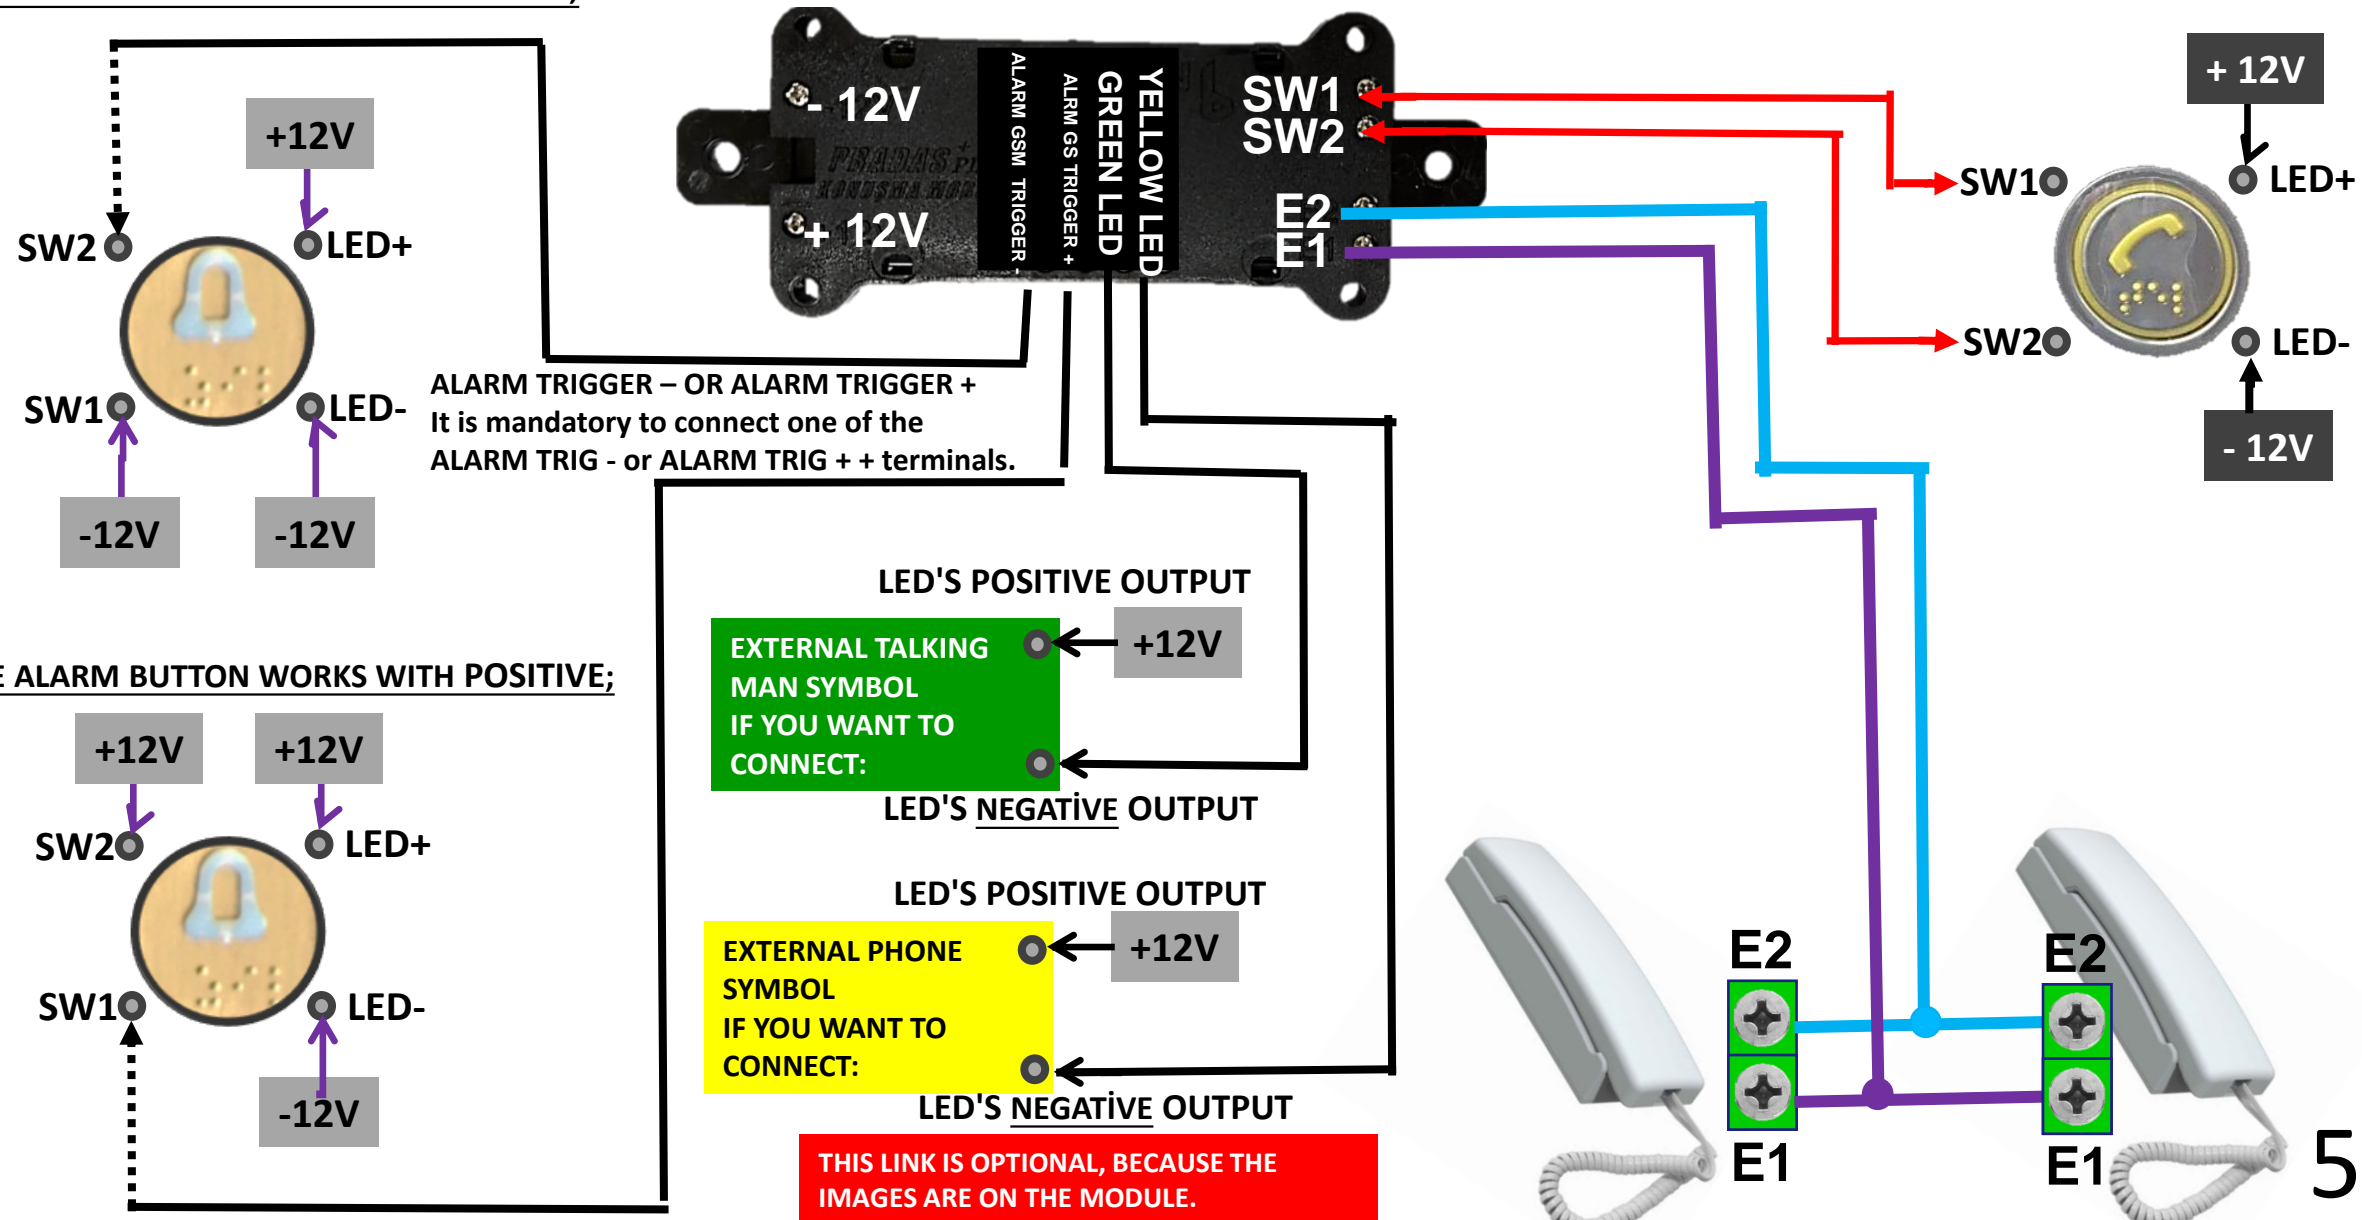 - 12V
+ 12V
ALARM GSM TRIGGER -
ALRM GS TRIGGER +
GREEN LED
YELLOW LED
SW1
SW2
E2
E1
+12V
SW2
LED+
SW1
LED-
-12V
-12V
+ 12V
SW1
LED+
SW2
LED-
- 12V
ALARM TRIGGER – OR ALARM TRIGGER +
It is mandatory to connect one of the
ALARM TRIG - or ALARM TRIG + + terminals.
LED'S POSITIVE OUTPUT
EXTERNAL TALKING
MAN SYMBOL
IF YOU WANT TO
CONNECT:
+12V
LED'S NEGATİVE OUTPUT
ALARM BUTTON WORKS WITH POSITIVE;
+12V
+12V
SW2
LED+
SW1
LED-
-12V
LED'S POSITIVE OUTPUT
EXTERNAL PHONE
SYMBOL
IF YOU WANT TO
CONNECT:
+12V
LED'S NEGATİVE OUTPUT
THIS LINK IS OPTIONAL, BECAUSE THE
IMAGES ARE ON THE MODULE.
E2
E1
E2
E1
5